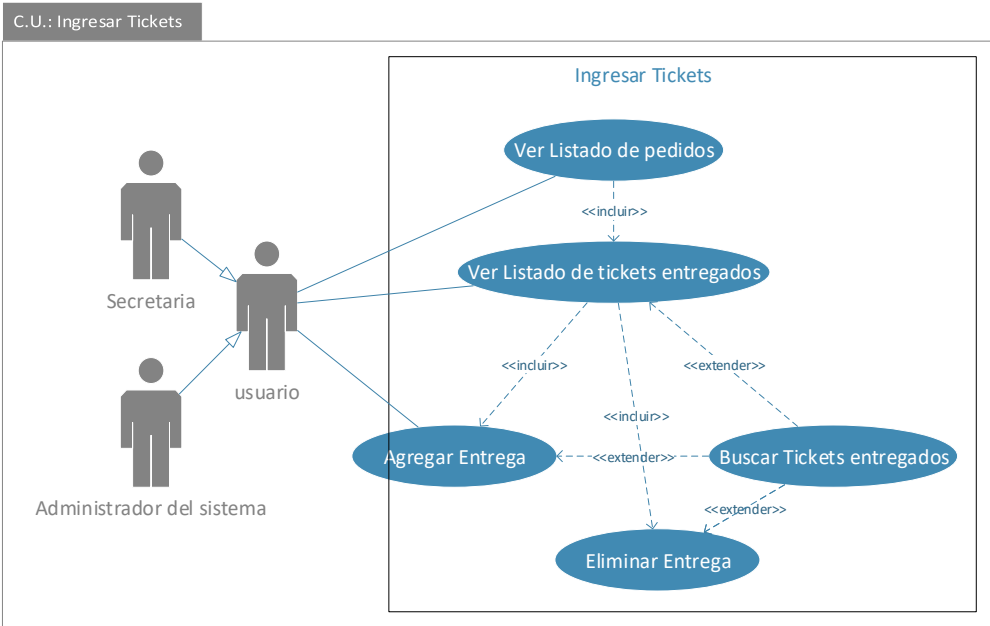 C.U.: Ingresar Tickets
Ingresar Tickets
Ver Listado de pedidos
<<incluir>>
Ver Listado de tickets entregados
Secretaria
<<incluir>>
<<extender>>
usuario
<<incluir>>
Agregar Entrega
<<extender>>
Buscar Tickets entregados
Administrador del sistema
<<extender>>
Eliminar Entrega